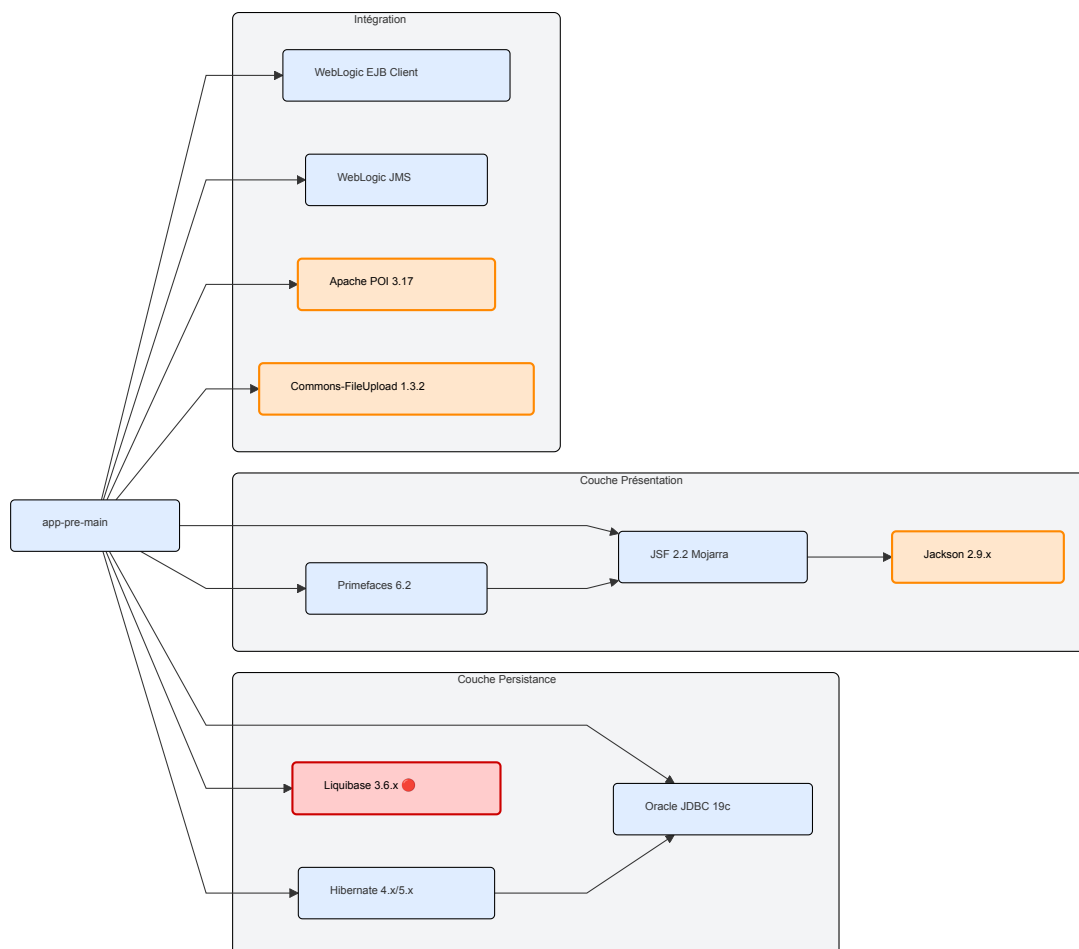 Intégration
WebLogic EJB Client
WebLogic JMS
Apache POI 3.17
Commons-FileUpload 1.3.2
Couche Présentation
app-pre-main
JSF 2.2 Mojarra
Jackson 2.9.x
Primefaces 6.2
Couche Persistance
Liquibase 3.6.x 🔴
Oracle JDBC 19c
Hibernate 4.x/5.x